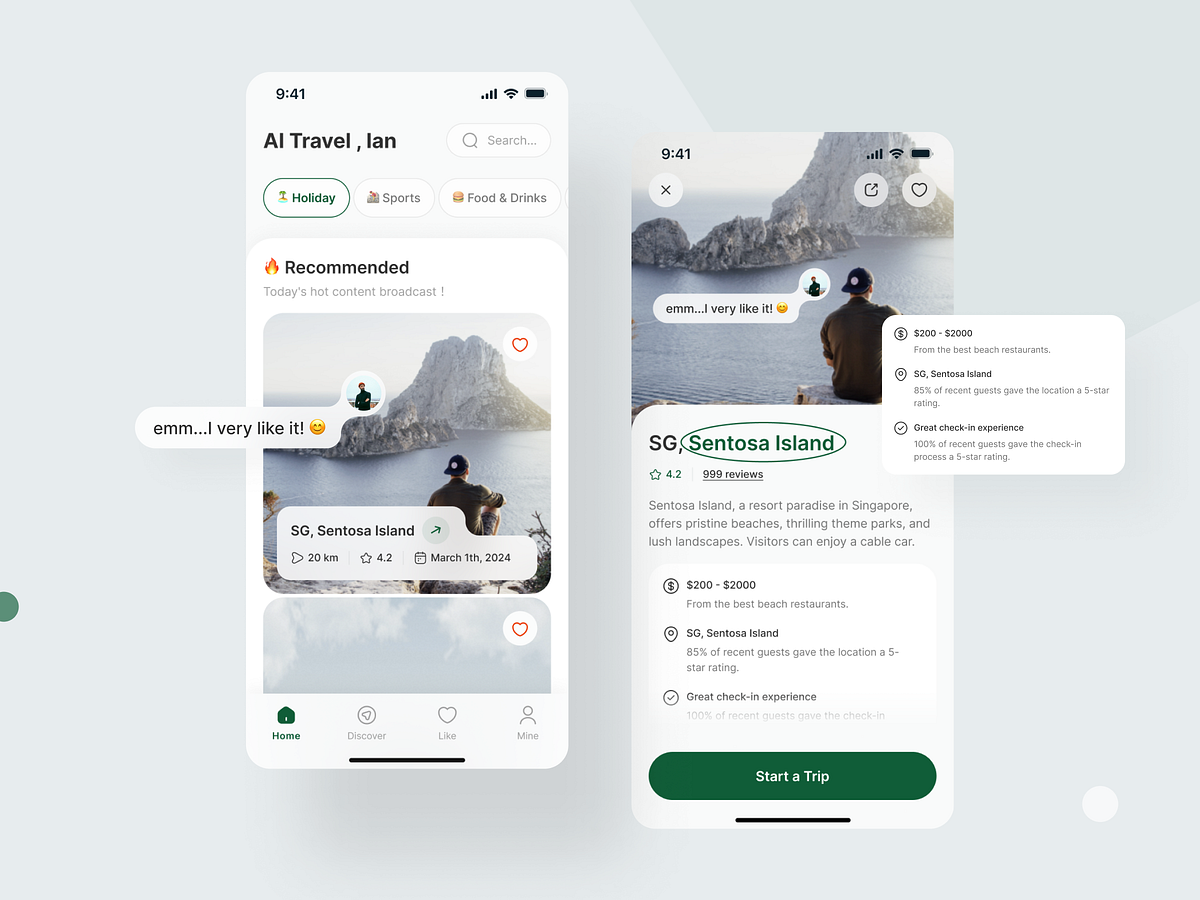 9:41
AI Travel , Ian
Search...
Holiday
Sports
Food & Drinks
Recommended
Today's hot content broadcast !
emm...I very like it!
SG, Sentosa Island
20 km
4.2
March 1th, 2024
Home
Discover
Like
Mine
9:41
emm...I very like it!
SG, Sentosa Island
4.2
999 reviews
Sentosa Island, a resort paradise in Singapore,
offers pristine beaches, thrilling theme parks, and
lush landscapes. Visitors can enjoy a cable car.
$200 - $2000
From the best beach restaurants.
SG, Sentosa Island
85% of recent guests gave the location a 5-
star rating.
Great check-in experience
100% of recent guests gave the check-in
Start a Trip
$200 - $2000
From the best beach restaurants.
SG, Sentosa Island
85% of recent guests gave the location a 5-star
rating.
Great check-in experience
100% of recent guests gave the check-in
process a 5-star rating.